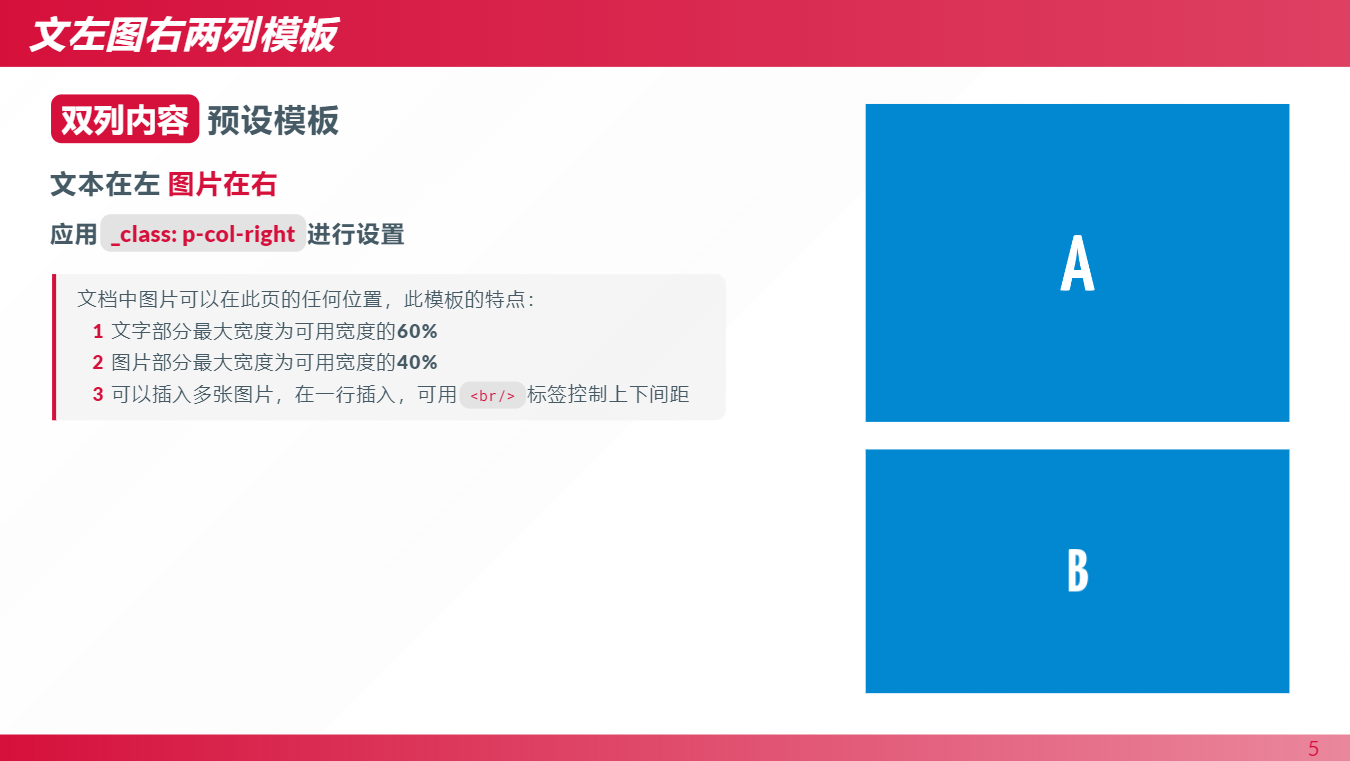 文左图右两列模板
双列内容 预设模板
文本在左 图片在右
应用 _class: p-col-right 进行设置
文档中图片可以在此页的任何位置，此模板的特点：
1 文字部分最大宽度为可用宽度的60%
2 图片部分最大宽度为可用宽度的40%
3 可以插入多张图片，在一行插入，可用 <br/> 标签控制上下间距
A
B
5